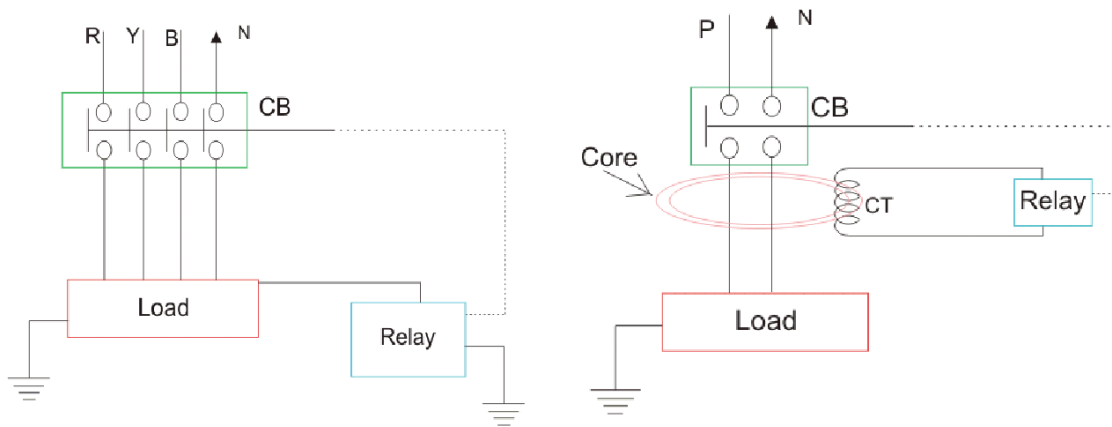 R Y B N
CB
Load
Relay
P N
CB
Core
CT
Relay
Load